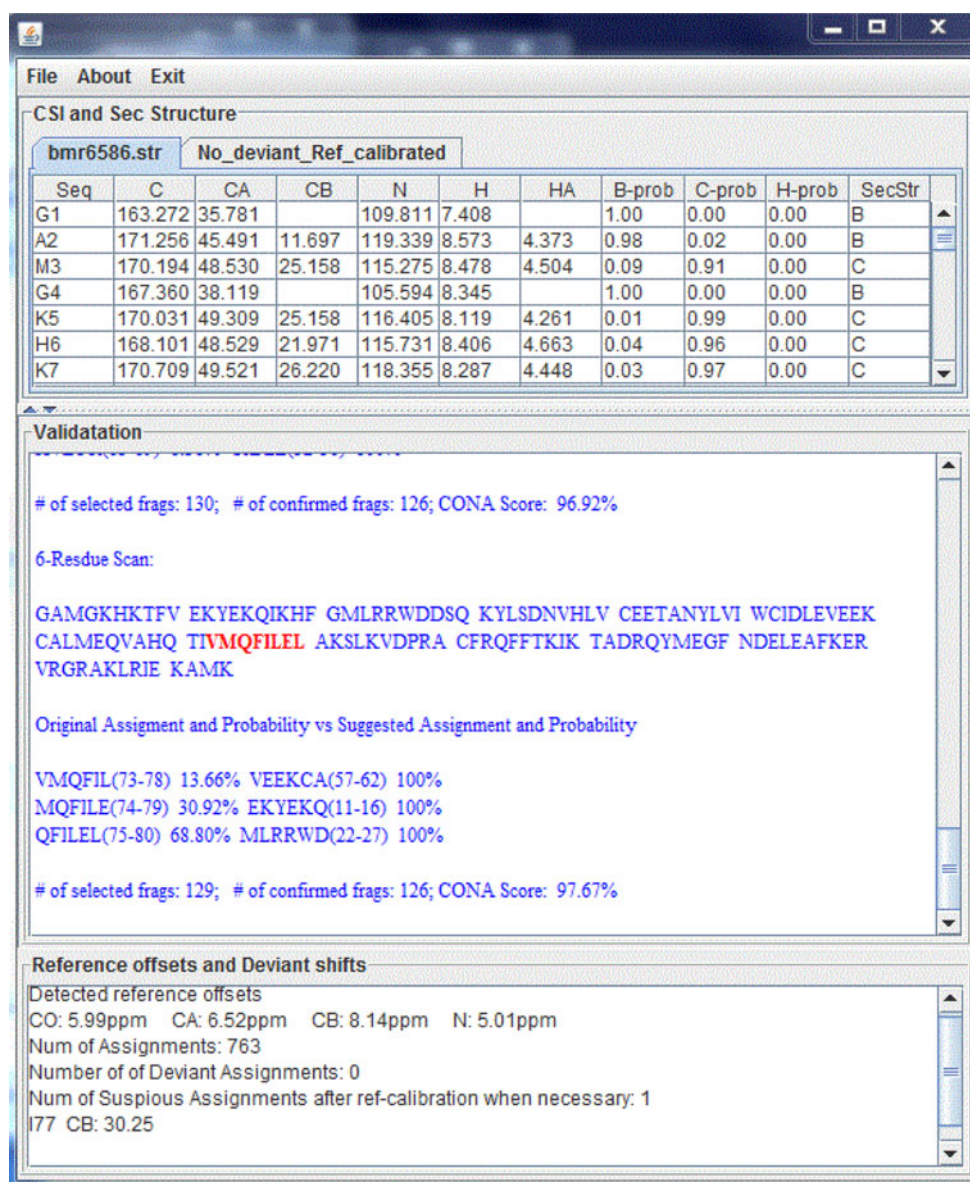 File About Exit
CSI and Sec Structure
bmr6586.str No_deviant_Ref_calibrated
Seq C CA CB N H HA B-prob C-prob H-prob SecStr
G1 163.272 35.781 109.811 7.408 1.00 0.00 0.00 B
A2 171.256 45.491 11.697 119.339 8.573 4.373 0.98 0.02 0.00 B
M3 170.194 48.530 25.158 115.275 8.478 4.504 0.09 0.91 0.00 C
G4 167.360 38.119 105.594 8.345 1.00 0.00 0.00 B
K5 170.031 49.309 25.158 116.405 8.119 4.261 0.01 0.99 0.00 C
H6 168.101 48.529 21.971 115.731 8.406 4.663 0.04 0.96 0.00 C
K7 170.709 49.521 26.220 118.355 8.287 4.448 0.03 0.97 0.00 C
Validatation
# of selected frags: 130; # of confirmed frags: 126; CONA Score: 96.92%
6-Resdue Scan:
GAMGKHKTFV EKYEKQIKHF GMLRRWDDSQ KYLSDNVHLV CEETANYLVI WCIDLEVEEK
CALMEQVAHQ TIVMQFILEL AKSLKVDPRA CFRQFFTKIK TADRQYMEGF NDELEAFKER
VRGRAKLRIE KAMK
Original Assigment and Probability vs Suggested Assignment and Probability
VMQFIL(73-78) 13.66% VEEKCA(57-62) 100%
MQFILE(74-79) 30.92% EKYEKQ(11-16) 100%
QFILEL(75-80) 68.80% MLRRWD(22-27) 100%
# of selected frags: 129; # of confirmed frags: 126; CONA Score: 97.67%
Reference offsets and Deviant shifts
Detected reference offsets
CO: 5.99ppm CA: 6.52ppm CB: 8.14ppm N: 5.01ppm
Num of Assignments: 763
Number of of Deviant Assignments: 0
Num of Suspious Assignments after ref-calibration when necessary: 1
I77 CB: 30.25